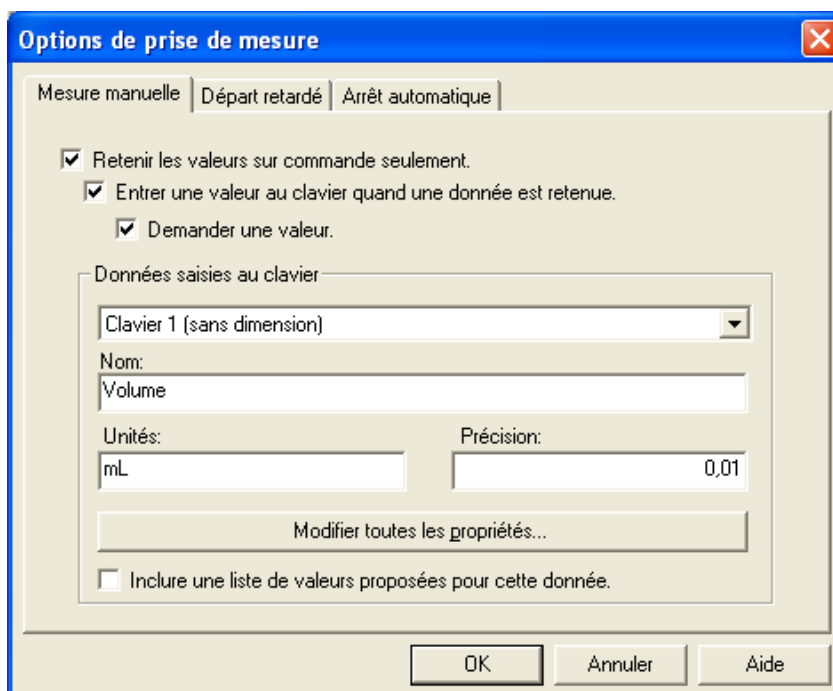 Options de prise de mesure
Mesure manuelle Départ retardé Arrêt automatique
Retenir les valeurs sur commande seulement.
Entrer une valeur au clavier quand une donnée est retenue.
Demander une valeur.
Données saisies au clavier
Clavier 1 (sans dimension)
Nom:
Volume
Unités: Précision:
mL 0,01
Modifier toutes les propriétés...
Inclure une liste de valeurs proposées pour cette donnée.
OK Annuler Aide